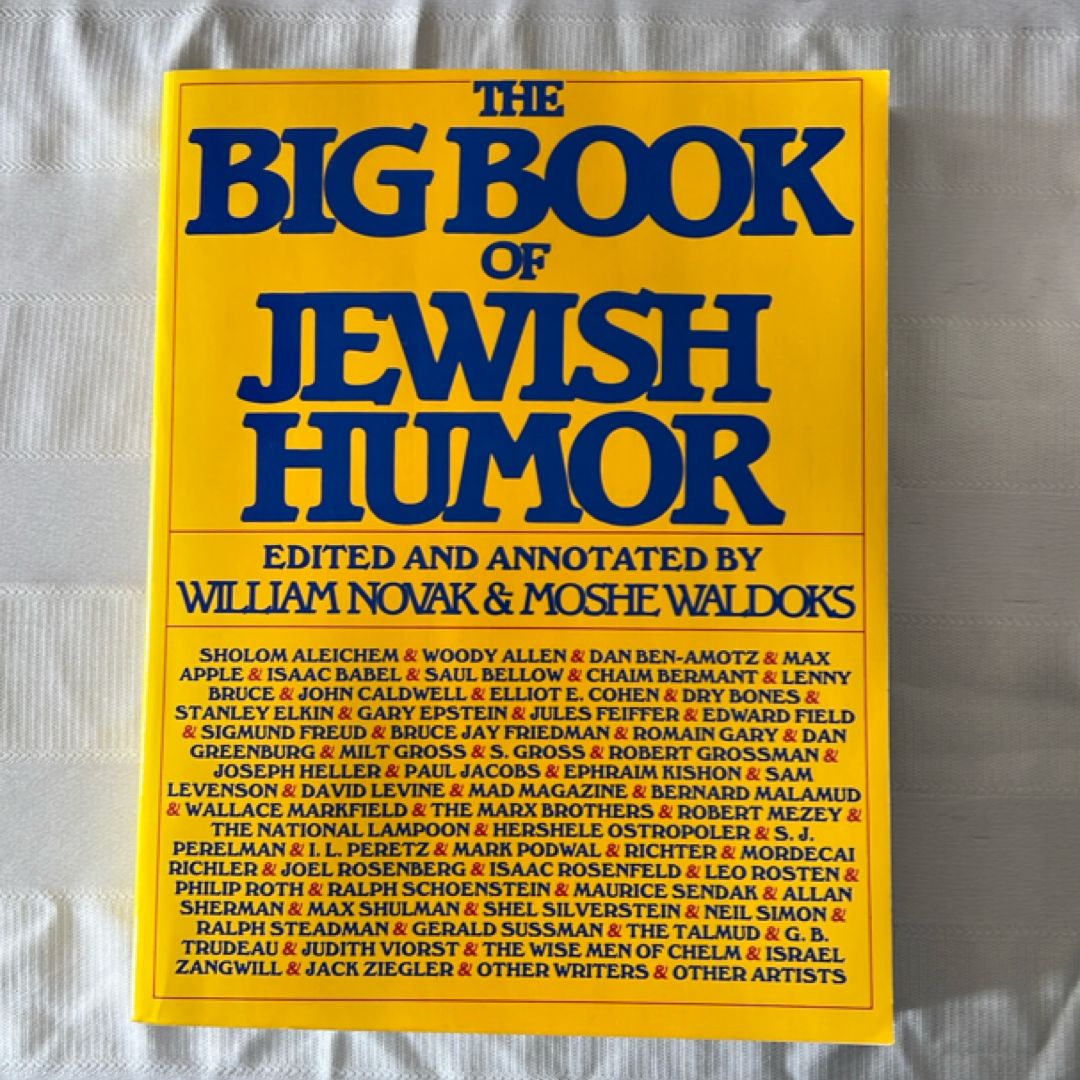 THE
BIG BOOK
OF
JEWISH
HUMOR
EDITED AND ANNOTATED BY
WILLIAM NOVAK & MOSHE WALDOKS
SHOLOM ALEICHEM & WOODY ALLEN & DAN BEN-AMOTZ & MAX
APPLE & ISAAC BABEL & SAUL BELLOW & CHAIM BERMANT & LENNY
BRUCE & JOHN CALDWELL & ELLIOT E. COHEN & DRY BONES &
STANLEY ELKIN & GARY EPSTEIN & JULES FEIFFER & EDWARD FIELD
& SIGMUND FREUD & BRUCE JAY FRIEDMAN & ROMAIN GARY & DAN
GREENBURG & MILT GROSS & S. GROSS & ROBERT GROSSMAN &
JOSEPH HELLER & PAUL JACOBS & EPHRAIM KISHON & SAM
LEVENSON & DAVID LEVINE & MAD MAGAZINE & BERNARD MALAMUD
& WALLACE MARKFIELD & THE MARX BROTHERS & ROBERT MEZEY &
THE NATIONAL LAMPOON & HERSHELE OSTROPOLER & S. J.
PERELMAN & I. L. PERETZ & MARK PODWAL & RICHTER & MORDECAI
RICHLER & JOEL ROSENBERG & ISAAC ROSENFELD & LEO ROSTEN &
PHILIP ROTH & RALPH SCHOENSTEIN & MAURICE SENDAK & ALLAN
SHERMAN & MAX SHULMAN & SHEL SILVERSTEIN & NEIL SIMON &
RALPH STEADMAN & GERALD SUSSMAN & THE TALMUD & G. B.
TRUDEAU & JUDITH VIORST & THE WISE MEN OF CHELM & ISRAEL
ZANGWILL & JACK ZIEGLER & OTHER WRITERS & OTHER ARTISTS